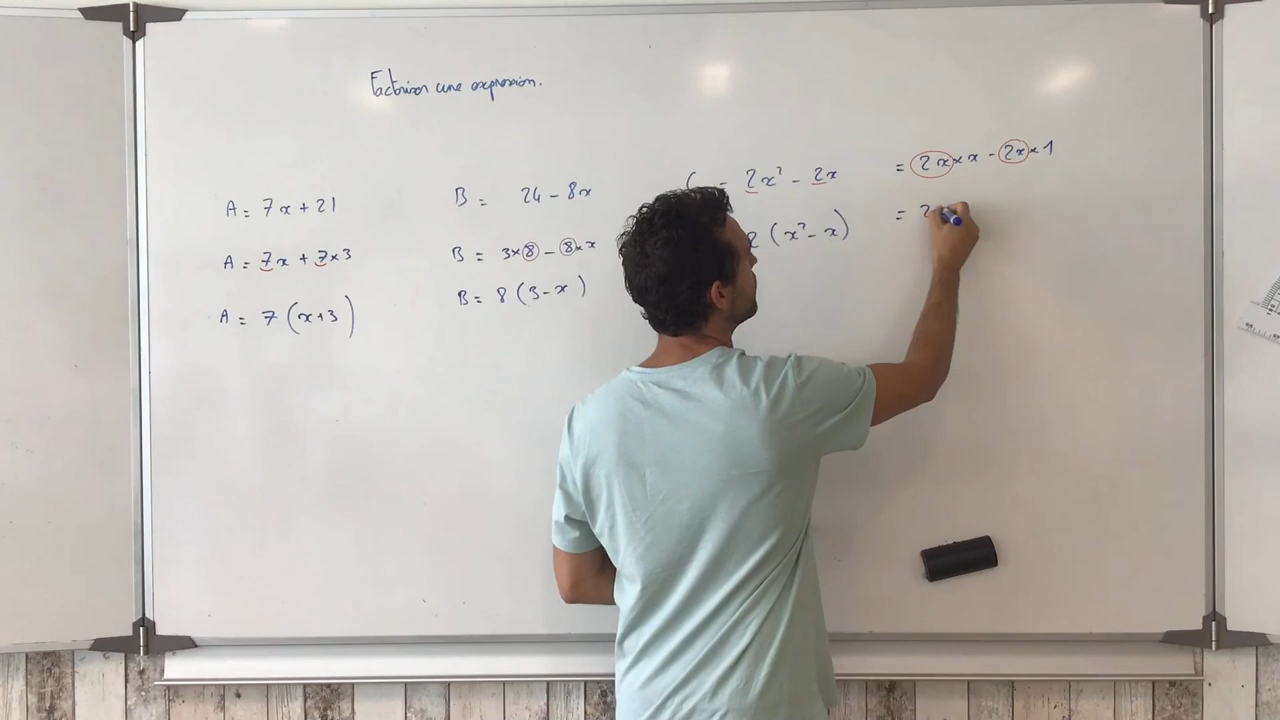 Factoriser une expression.
A = 7x + 21
A = 7x + 7×3
A = 7 (x+3)
B = 24 - 8x
B = 3×8 - 8×x
B = 8 (3-x)
C = 2x² - 2x
2 (x² - x)
= 2x×x - 2x×1
= 2